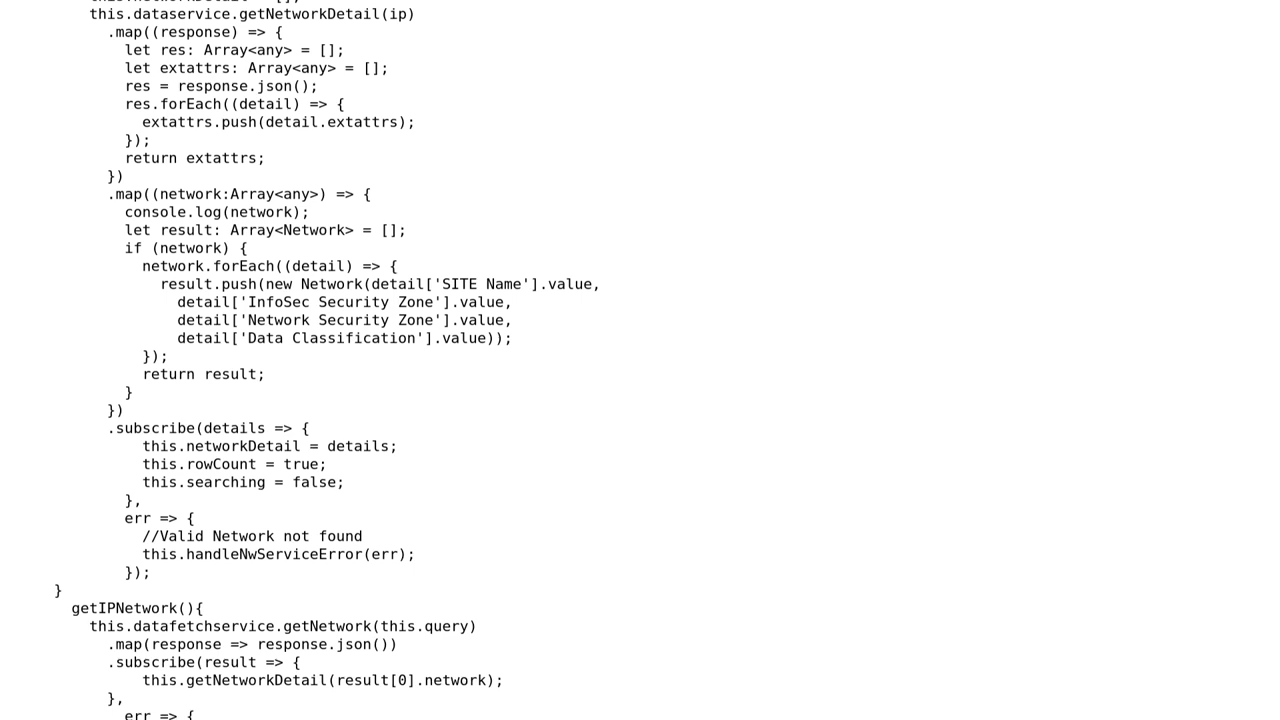 this.dataservice.getNetworkDetail(ip)
.map((response) => {
let res: Array<any> = [];
let extattrs: Array<any> = [];
res = response.json();
res.forEach((detail) => {
extattrs.push(detail.extattrs);
});
return extattrs;
})
.map((network:Array<any>) => {
console.log(network);
let result: Array<Network> = [];
if (network) {
network.forEach((detail) => {
result.push(new Network(detail['SITE Name'].value,
detail['InfoSec Security Zone'].value,
detail['Network Security Zone'].value,
detail['Data Classification'].value));
});
return result;
}
})
.subscribe(details => {
this.networkDetail = details;
this.rowCount = true;
this.searching = false;
},
err => {
//Valid Network not found
this.handleNwServiceError(err);
});
}
getIPNetwork(){
this.datafetchservice.getNetwork(this.query)
.map(response => response.json())
.subscribe(result => {
this.getNetworkDetail(result[0].network);
},
err => {